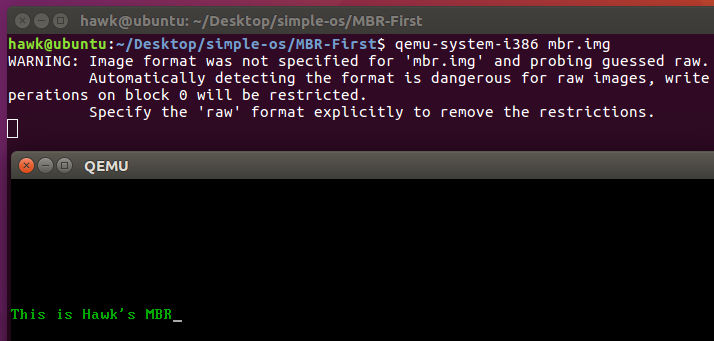 hawk@ubuntu: ~/Desktop/simple-os/MBR-First
hawk@ubuntu:~/Desktop/simple-os/MBR-First$ qemu-system-i386 mbr.img
WARNING: Image format was not specified for 'mbr.img' and probing guessed raw.
Automatically detecting the format is dangerous for raw images, write
perations on block 0 will be restricted.
Specify the 'raw' format explicitly to remove the restrictions.
QEMU
This is Hawk's MBR_